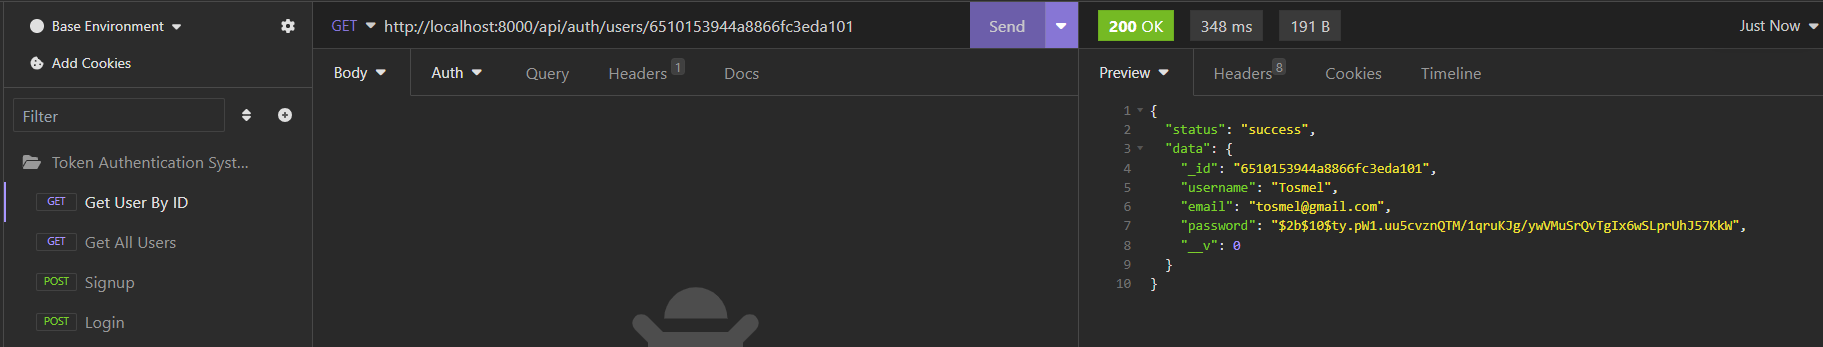 Base Environment
Add Cookies
Filter
Token Authentication Syst...
GET Get User By ID
GET Get All Users
POST Signup
POST Login
GET http://localhost:8000/api/auth/users/6510153944a8866fc3eda101 Send
Body Auth Query Headers 1 Docs
200 OK 348 ms 191 B Just Now
Preview Headers 8 Cookies Timeline
1 {
2 "status": "success",
3 "data": {
4 "_id": "6510153944a8866fc3eda101",
5 "username": "Tosmel",
6 "email": "tosmel@gmail.com",
7 "password": "$2b$10$ty.pW1.uu5cvznQTM/1qruKJg/ywVMuSrQvTgIx6wSLprUhJ57KkW",
8 "__v": 0
9 }
10 }